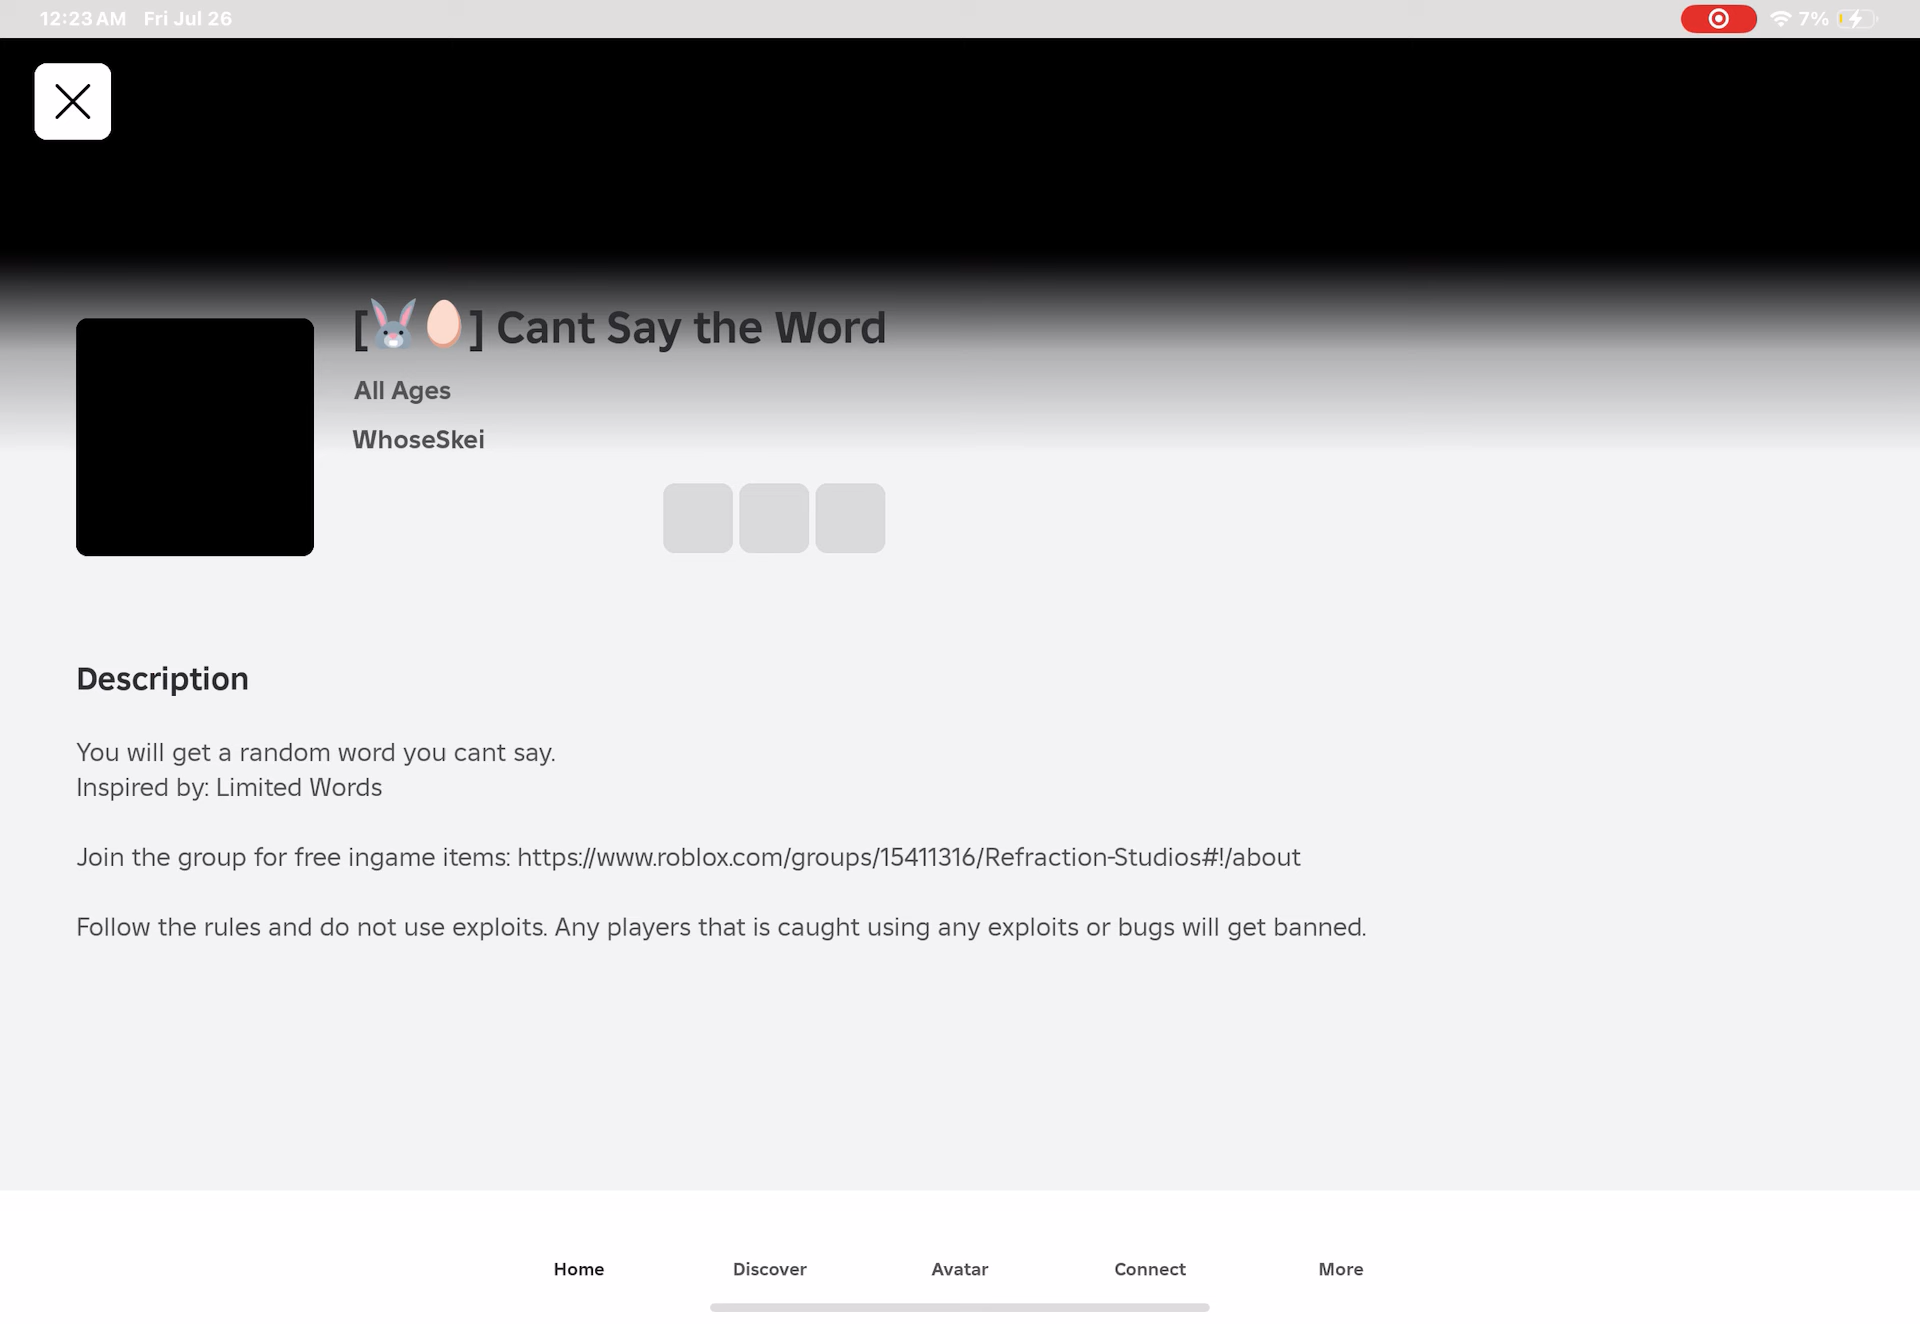 12:23 AM Fri Jul 26
7%
[🐰🥚] Cant Say the Word
All Ages
WhoseSkei
Description
You will get a random word you cant say.
Inspired by: Limited Words
Join the group for free ingame items: https://www.roblox.com/groups/15411316/Refraction-Studios#!/about
Follow the rules and do not use exploits. Any players that is caught using any exploits or bugs will get banned.
Home Discover Avatar Connect More